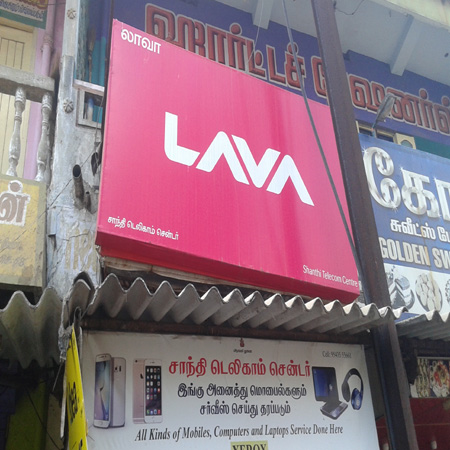 லாவா
LAVA
சாந்தி டெலிகாம் சென்டர்
Shanthi Telecom Centre
சுவீட்ஸ்
GOLDEN SW
சாந்தி டெலிகாம் சென்டர்
இங்கு அனைத்து மொபைல்களும்
சர்வீஸ் செய்து தரப்படும்
All Kinds of Mobiles, Computers and Laptops Service Done Here
XEROX